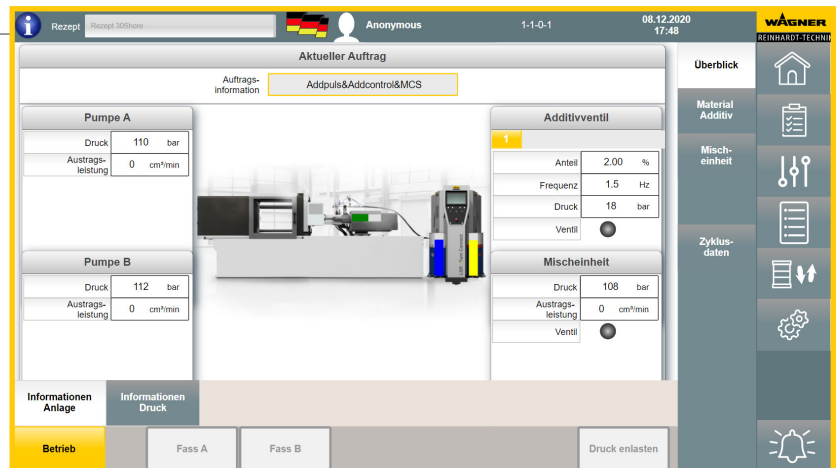 Rezept
Rezept 30Shore
Anonymous
1-1-0-1
08.12.2020
17:48
WAGNER
REINHARDT-TECHNI
Aktueller Auftrag
Auftrags-
information
Addpuls&Addcontrol&MCS
Überblick
Material
Additiv
Misch-
einheit
Zyklus-
daten
Pumpe A
Druck 110 bar
Austrags-
leistung
0 cm³/min
Additivventil
1
Anteil 2.00 %
Frequenz 1.5 Hz
Druck 18 bar
Ventil
Pumpe B
Druck 112 bar
Austrags-
leistung
0 cm³/min
Mischeinheit
Druck 108 bar
Austrags-
leistung
0 cm³/min
Ventil
Informationen
Anlage
Informationen
Druck
Betrieb
Fass A
Fass B
Druck enlasten